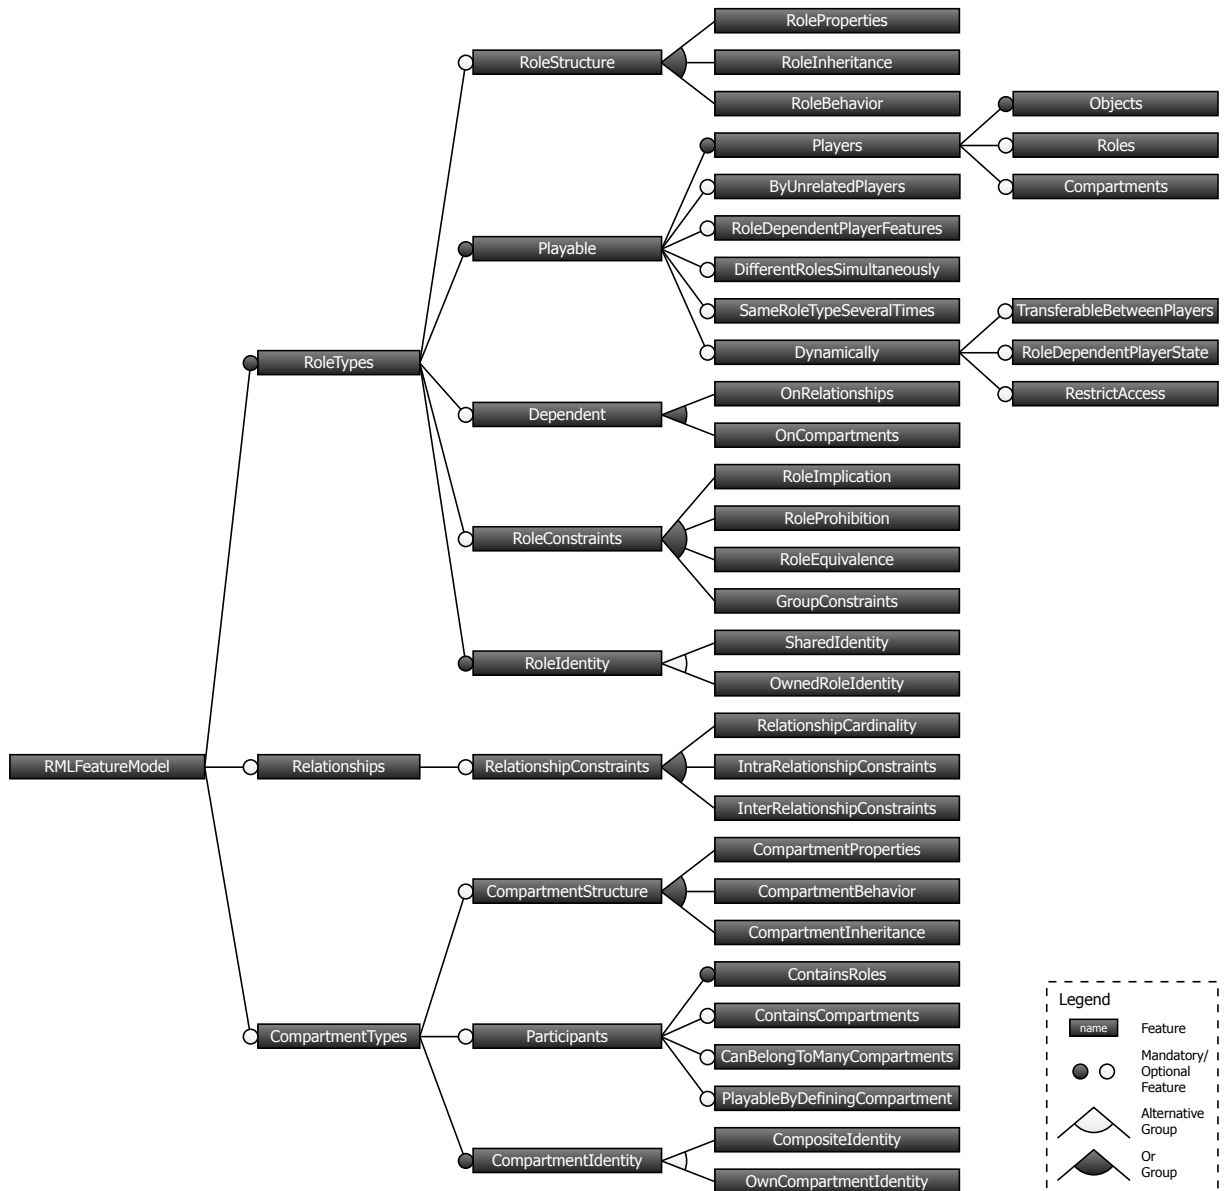 RoleProperties
RoleStructure
RoleInheritance
RoleBehavior
Objects
Players
Roles
ByUnrelatedPlayers
Compartments
RoleDependentPlayerFeatures
Playable
DifferentRolesSimultaneously
SameRoleTypeSeveralTimes
TransferableBetweenPlayers
RoleTypes
Dynamically
RoleDependentPlayerState
OnRelationships
RestrictAccess
Dependent
OnCompartments
RoleImplication
RoleProhibition
RoleConstraints
RoleEquivalence
GroupConstraints
SharedIdentity
RoleIdentity
OwnedRoleIdentity
RelationshipCardinality
RMLFeatureModel
Relationships
RelationshipConstraints
IntraRelationshipConstraints
InterRelationshipConstraints
CompartmentProperties
CompartmentStructure
CompartmentBehavior
CompartmentInheritance
ContainsRoles
ContainsCompartments
CompartmentTypes
Participants
CanBelongToManyCompartments
PlayableByDefiningCompartment
CompositeIdentity
CompartmentIdentity
OwnCompartmentIdentity
Legend
name
Feature
Mandatory/
Optional
Feature
Alternative
Group
Or
Group